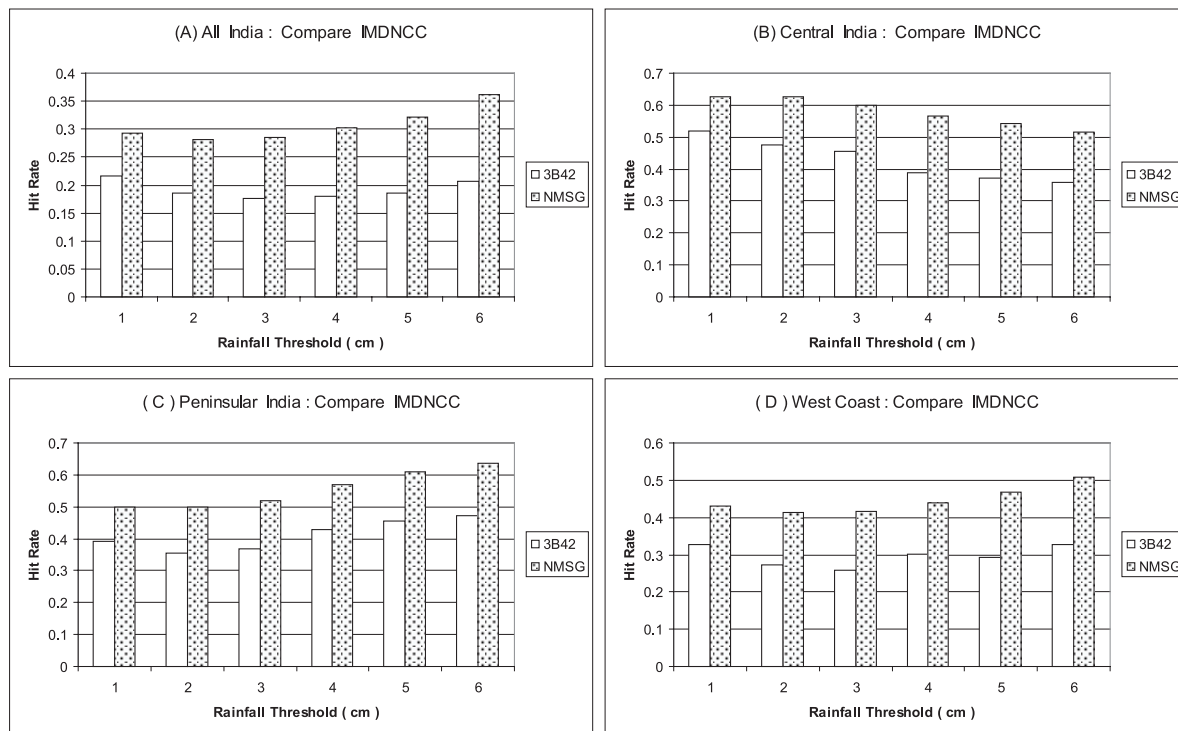 (A) All India : Compare IMDNCC
0.4
0.35
0.3
0.25
0.2
0.15
0.1
0.05
0
Hit Rate
1 2 3 4 5 6
Rainfall Threshold ( cm )
3B42
NMSG
(B) Central India : Compare IMDNCC
0.7
0.6
0.5
0.4
0.3
0.2
0.1
0
Hit Rate
1 2 3 4 5 6
Rainfall Threshold ( cm )
3B42
NMSG
( C ) Peninsular India : Compare IMDNCC
0.7
0.6
0.5
0.4
0.3
0.2
0.1
0
Hit Rate
1 2 3 4 5 6
Rainfall Threshold ( cm )
3B42
NMSG
( D ) West Coast : Compare IMDNCC
0.6
0.5
0.4
0.3
0.2
0.1
0
Hit Rate
1 2 3 4 5 6
Rainfall Threshold ( cm )
3B42
NMSG